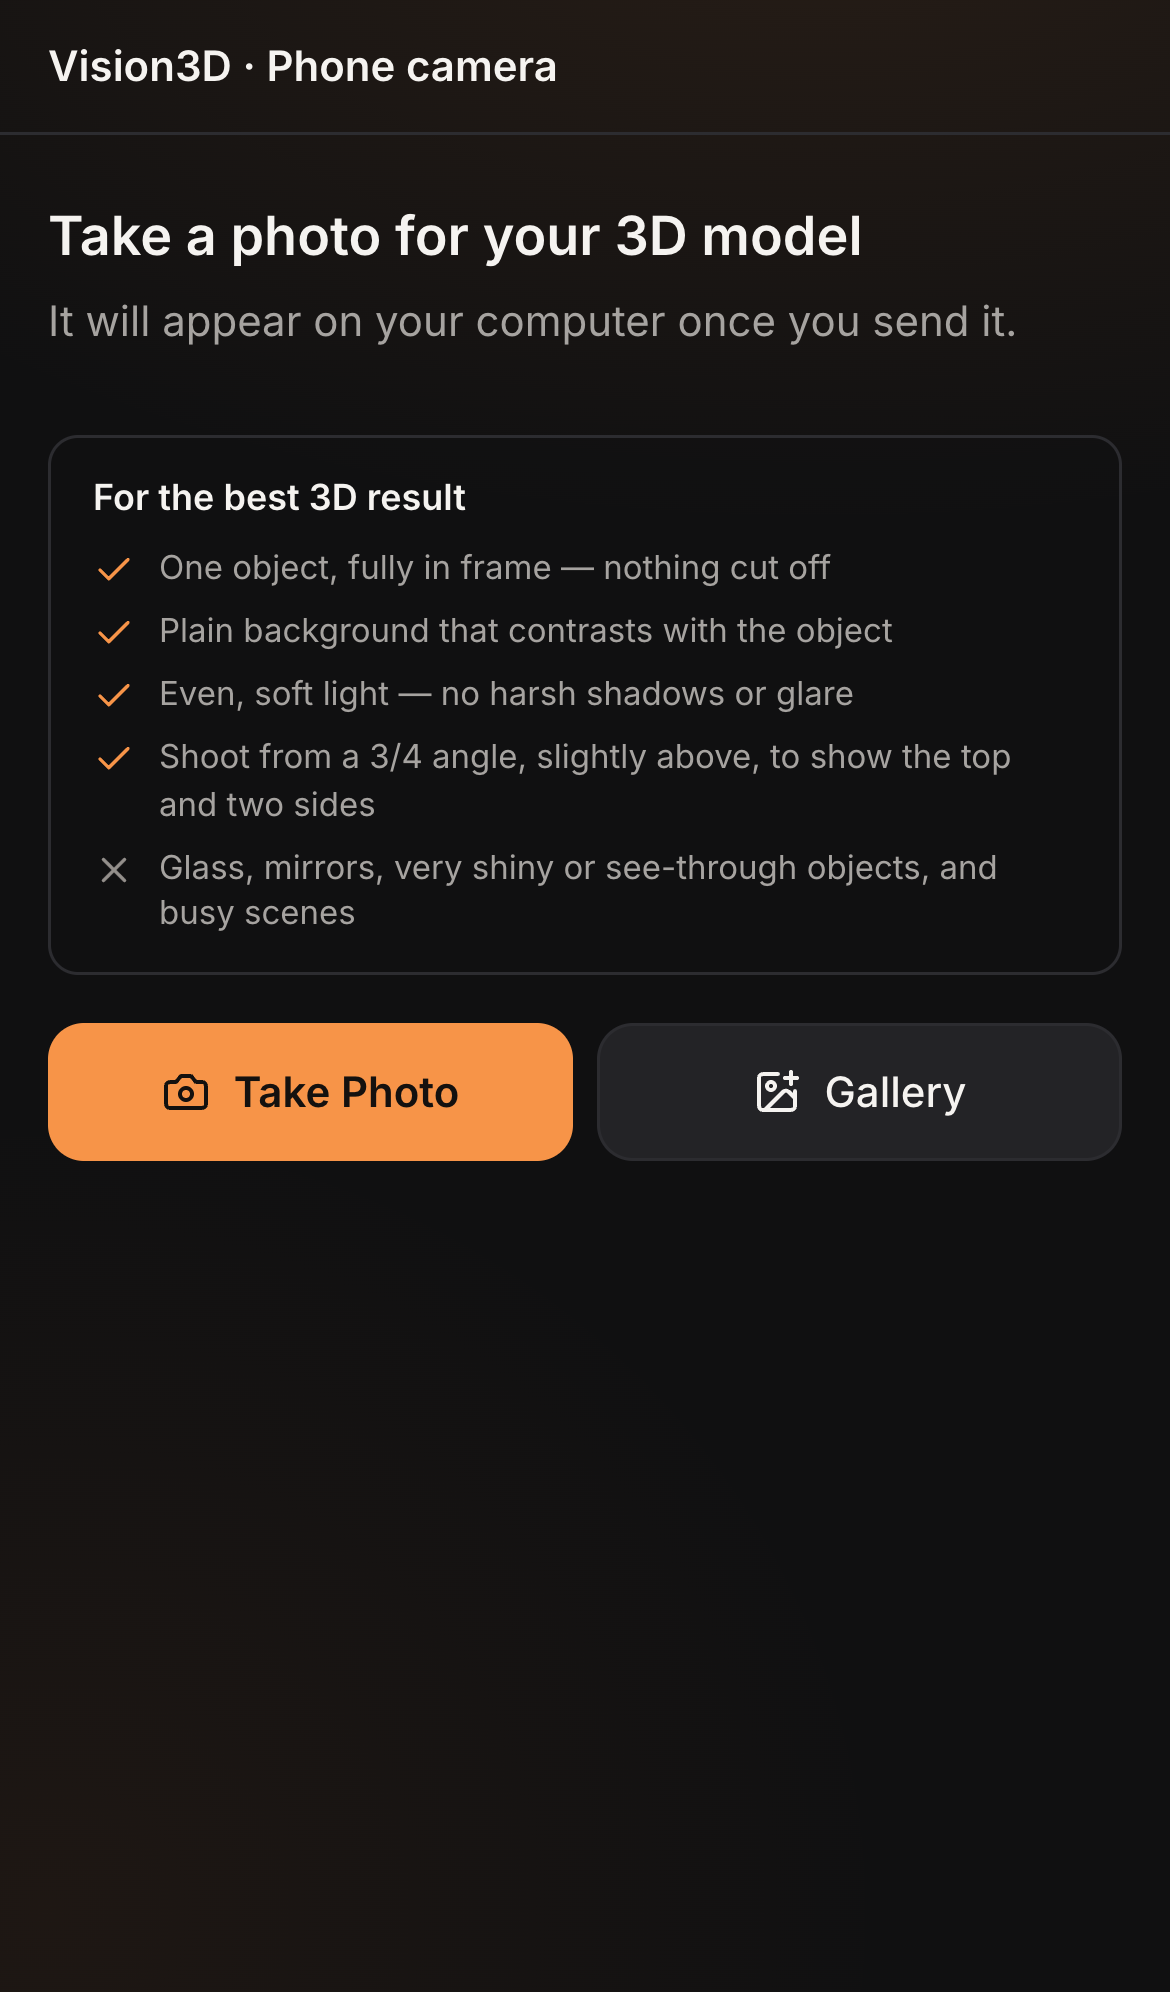 Vision3D · Phone camera
Take a photo for your 3D model
It will appear on your computer once you send it.
For the best 3D result
One object, fully in frame — nothing cut off
Plain background that contrasts with the object
Even, soft light — no harsh shadows or glare
Shoot from a 3/4 angle, slightly above, to show the top
and two sides
Glass, mirrors, very shiny or see-through objects, and
busy scenes
Take Photo
Gallery